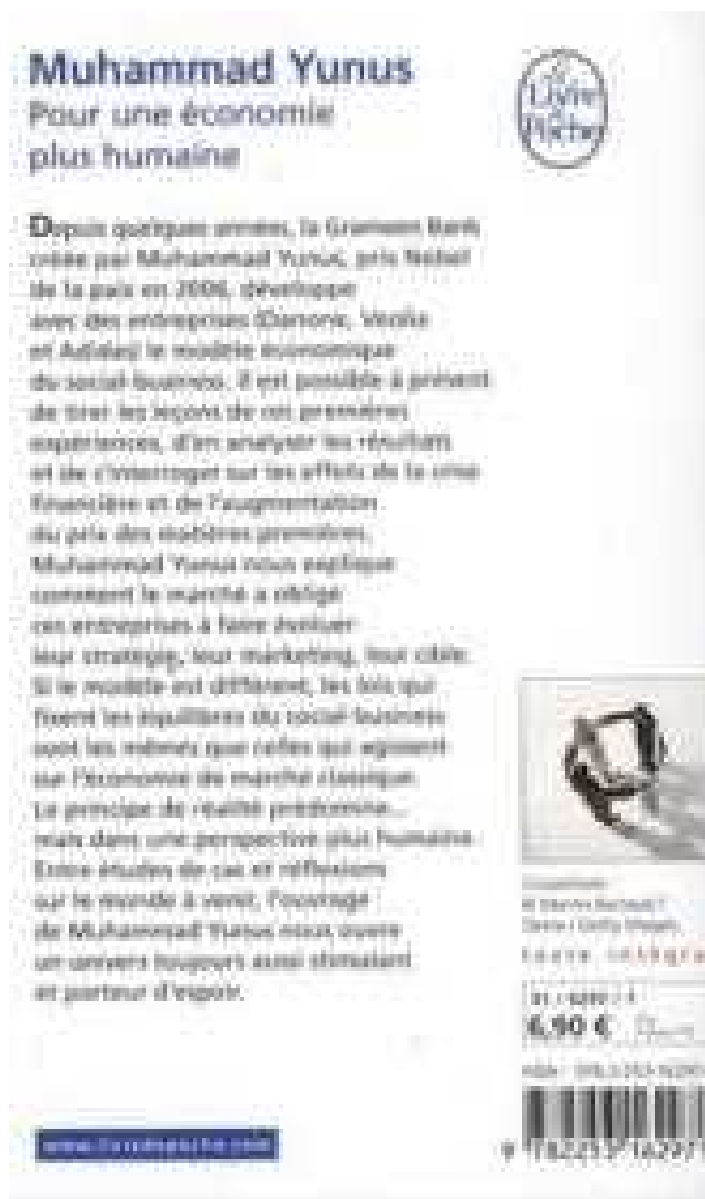 Muhammad Yunus
Pour une économie
plus humaine
Le
Livre
de
Poche
Depuis quelques années, la Grameen Bank
créée par Muhammad Yunus, prix Nobel
de la paix en 2006, développe
avec des entreprises (Danone, Veolia
et Adidas) le modèle économique
du social-business. Il est possible à présent
de tirer les leçons de ces premières
expériences, d'en analyser les résultats
et de s'interroger sur les effets de la crise
financière et de l'augmentation
du prix des matières premières.
Muhammad Yunus nous explique
comment le marché a obligé
ces entreprises à faire évoluer
leur stratégie, leur marketing, leur cible.
Si le modèle est différent, les lois qui
fixent les équilibres du social-business
sont les mêmes que celles qui agissent
sur l'économie de marché classique.
Le principe de réalité prédomine...
mais dans une perspective plus humaine.
Entre études de cas et réflexions
sur le monde à venir, l'ouvrage
de Muhammad Yunus nous ouvre
un univers toujours aussi stimulant
et porteur d'espoir.
Couverture :
texte intégra
6,90 €
www.livredepoche.com